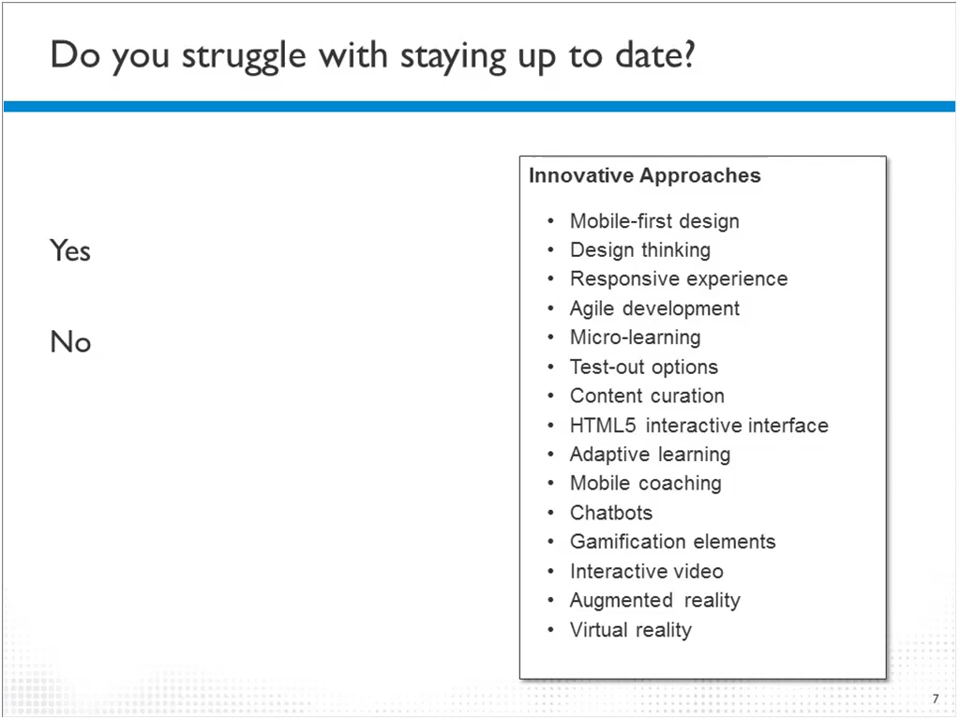 Do you struggle with staying up to date?
Yes
No
Innovative Approaches
• Mobile-first design
• Design thinking
• Responsive experience
• Agile development
• Micro-learning
• Test-out options
• Content curation
• HTML5 interactive interface
• Adaptive learning
• Mobile coaching
• Chatbots
• Gamification elements
• Interactive video
• Augmented reality
• Virtual reality
7